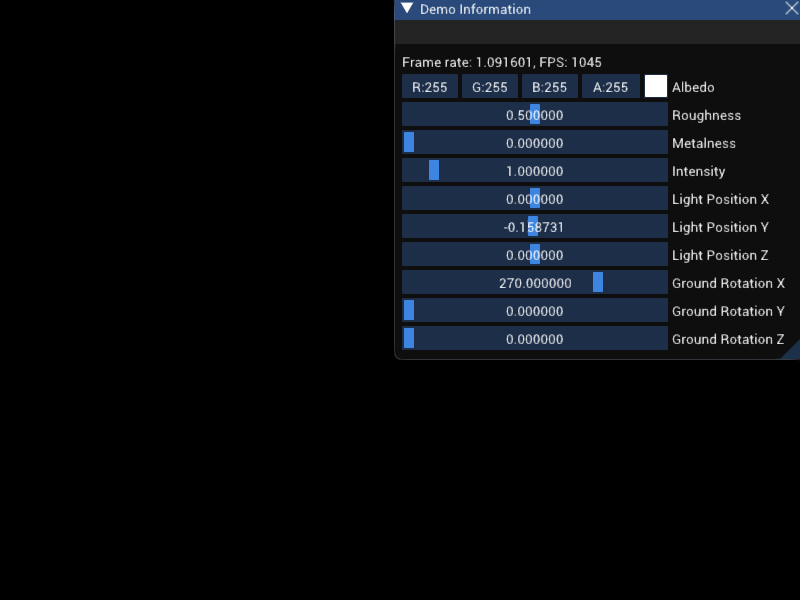 Demo Information
Frame rate: 1.091601, FPS: 1045
R:255 G:255 B:255 A:255 Albedo
0.500000 Roughness
0.000000 Metalness
1.000000 Intensity
0.000000 Light Position X
-0.158731 Light Position Y
0.000000 Light Position Z
270.000000 Ground Rotation X
0.000000 Ground Rotation Y
0.000000 Ground Rotation Z